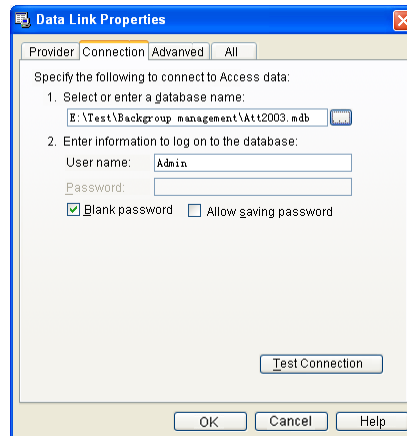 Data Link Properties
Provider Connection Advanved All
Specify the following to connect to Access data:
1. Select or enter a database name:
E:\Test\Backgroup management\Att2003.mdb ...
2. Enter information to log on to the database:
User name: Admin
Password:
Blank password Allow saving password
Test Connection
OK Cancel Help